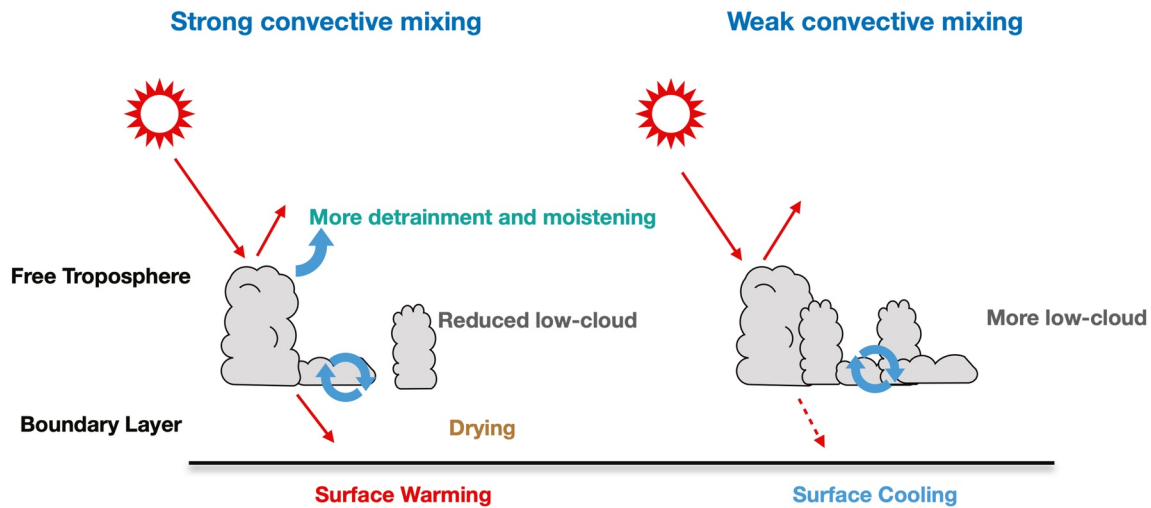 Strong convective mixing
Weak convective mixing
More detrainment and moistening
Free Troposphere
Reduced low-cloud
More low-cloud
Boundary Layer
Drying
Surface Warming
Surface Cooling